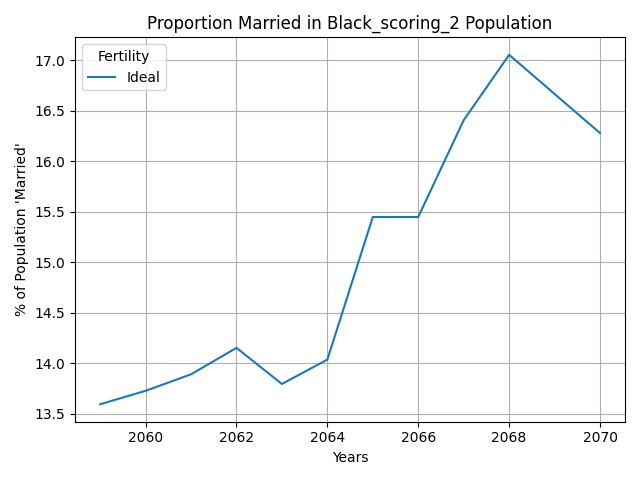 Proportion Married in Black_scoring_2 Population
Fertility
Ideal
% of Population 'Married'
17.0
16.5
16.0
15.5
15.0
14.5
14.0
13.5
2060 2062 2064 2066 2068 2070
Years